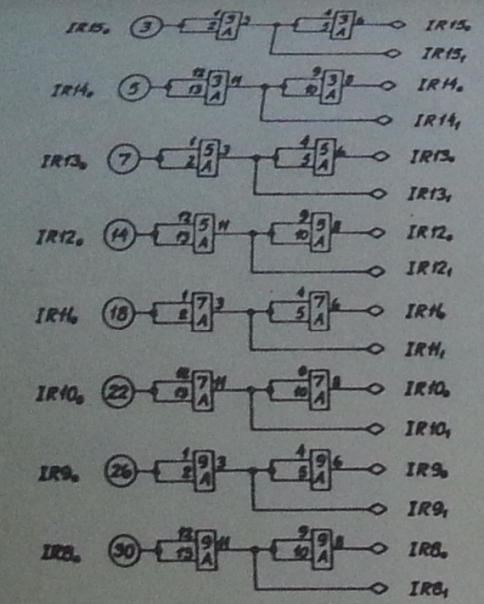 IR15₀ 3 1 2 3 A 3 4 5 3 A 6 IR15₀
IR15₁
IR14₀ 5 12 13 3 A 11 9 10 3 A 8 IR14₀
IR14₁
IR13₀ 7 1 2 5 A 3 4 5 5 A 6 IR13₀
IR13₁
IR12₀ 14 12 13 5 A 11 9 10 5 A 8 IR12₀
IR12₁
IR11₀ 18 1 2 7 A 3 4 5 7 A 6 IR11₀
IR11₁
IR10₀ 22 12 13 7 A 11 9 10 7 A 8 IR10₀
IR10₁
IR9₀ 26 1 2 9 A 3 4 5 9 A 6 IR9₀
IR9₁
IR8₀ 30 12 13 9 A 11 9 10 9 A 8 IR8₀
IR8₁